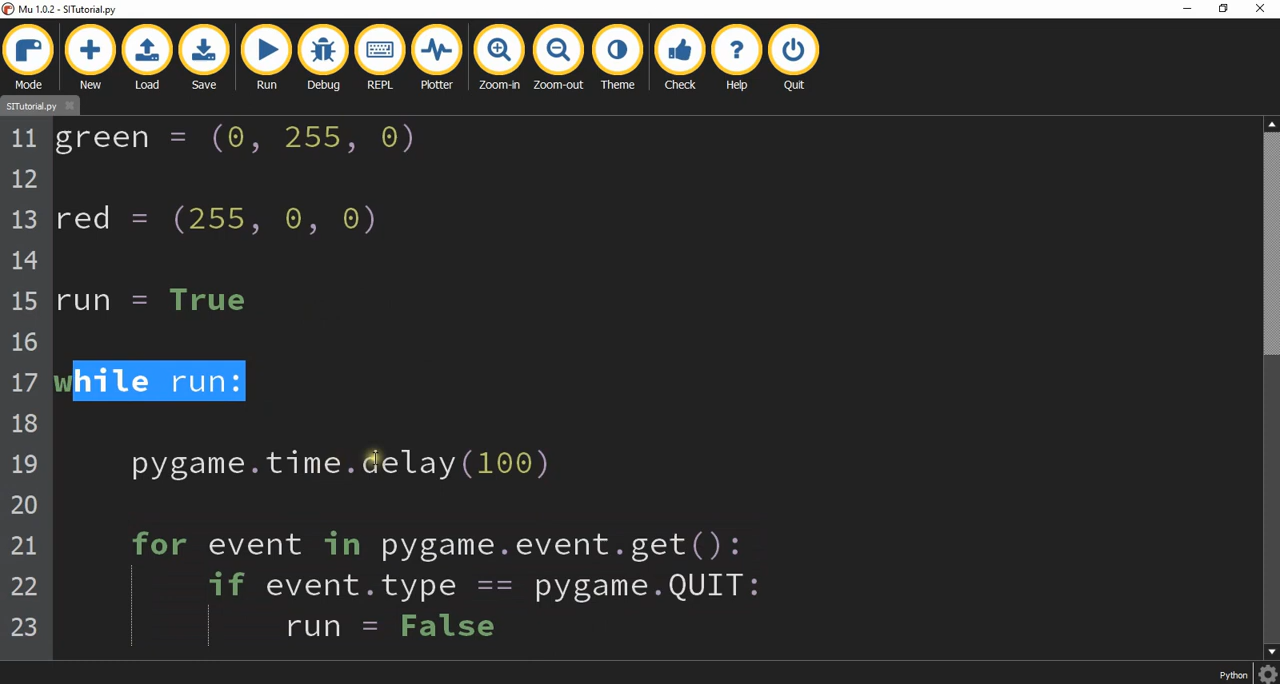 Mu 1.0.2 - SITutorial.py
Mode New Load Save Run Debug REPL Plotter Zoom-in Zoom-out Theme Check Help Quit
SITutorial.py
11 green = (0, 255, 0)
12
13 red = (255, 0, 0)
14
15 run = True
16
17 while run:
18
19 pygame.time.delay(100)
20
21 for event in pygame.event.get():
22 if event.type == pygame.QUIT:
23 run = False
Python